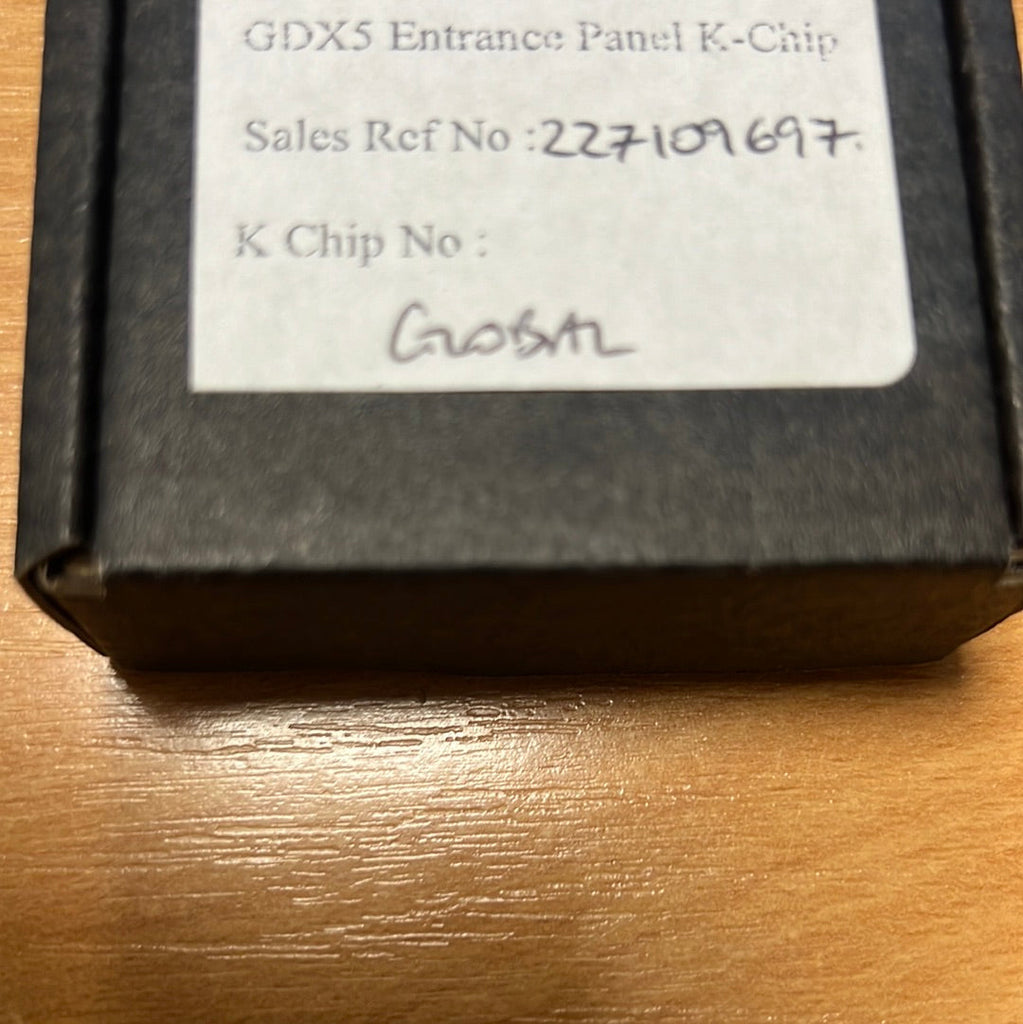 GDX5 Entrance Panel K-Chip
Sales Ref No :227109697.
K Chip No :
GLOBAL